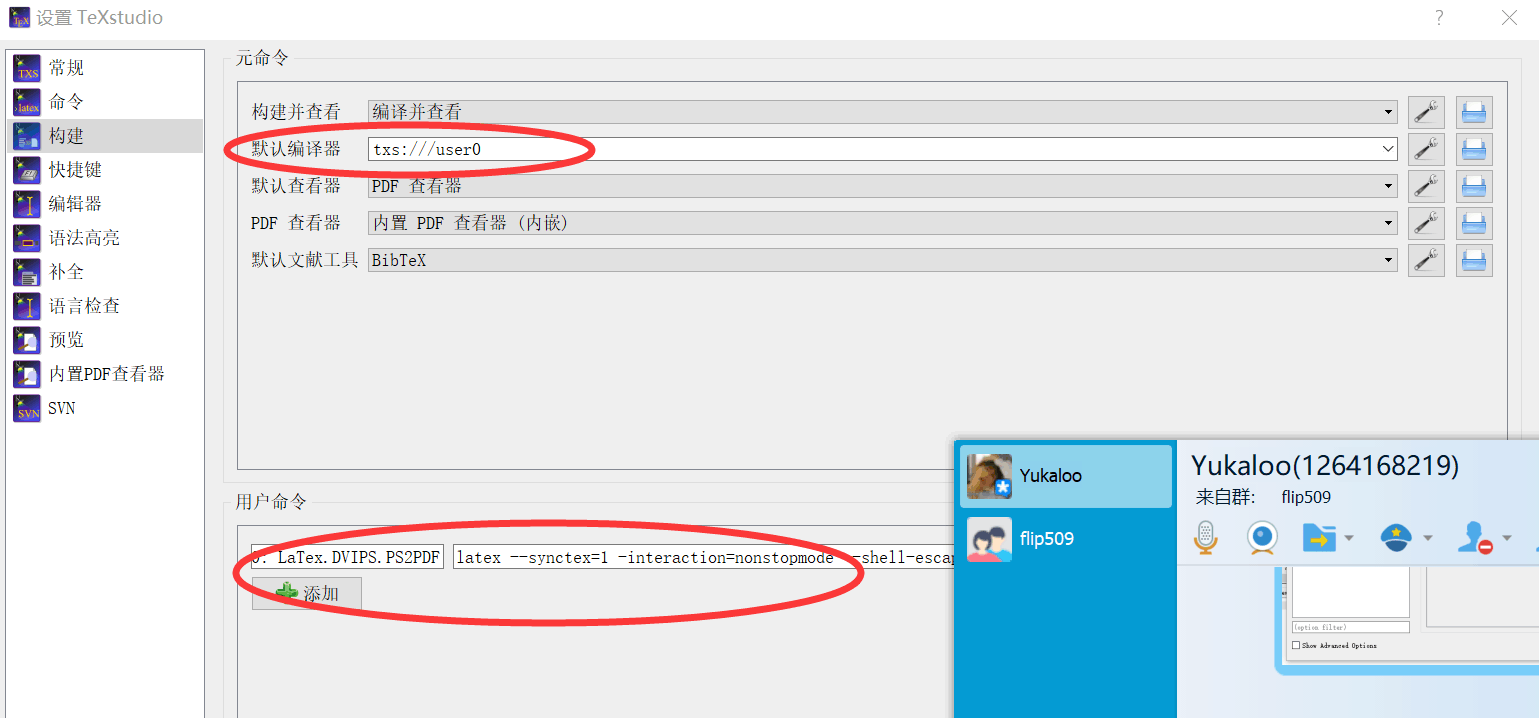 设置 TeXstudio
常规
命令
构建
快捷键
编辑器
语法高亮
补全
语言检查
预览
内置PDF查看器
SVN
元命令
构建并查看 编译并查看
默认编译器 txs:///user0
默认查看器 PDF 查看器
PDF 查看器 内置 PDF 查看器 (内嵌)
默认文献工具 BibTeX
用户命令
0: LaTex.DVIPS.PS2PDF latex --synctex=1 -interaction=nonstopmode --shell-escap
添加
Yukaloo
flip509
Yukaloo(1264168219)
来自群: flip509
(option filter)
Show Advanced Options